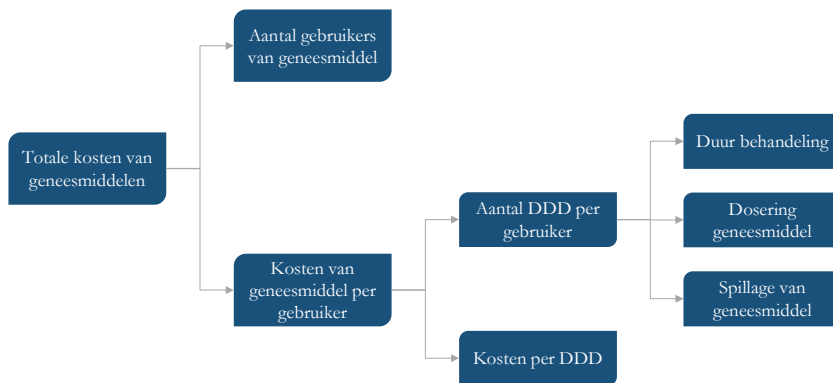 Aantal gebruikers
van geneesmiddel
Totale kosten van
geneesmiddelen
Kosten van
geneesmiddel per
gebruiker
Aantal DDD per
gebruiker
Kosten per DDD
Duur behandeling
Dosering
geneesmiddel
Spillage van
geneesmiddel